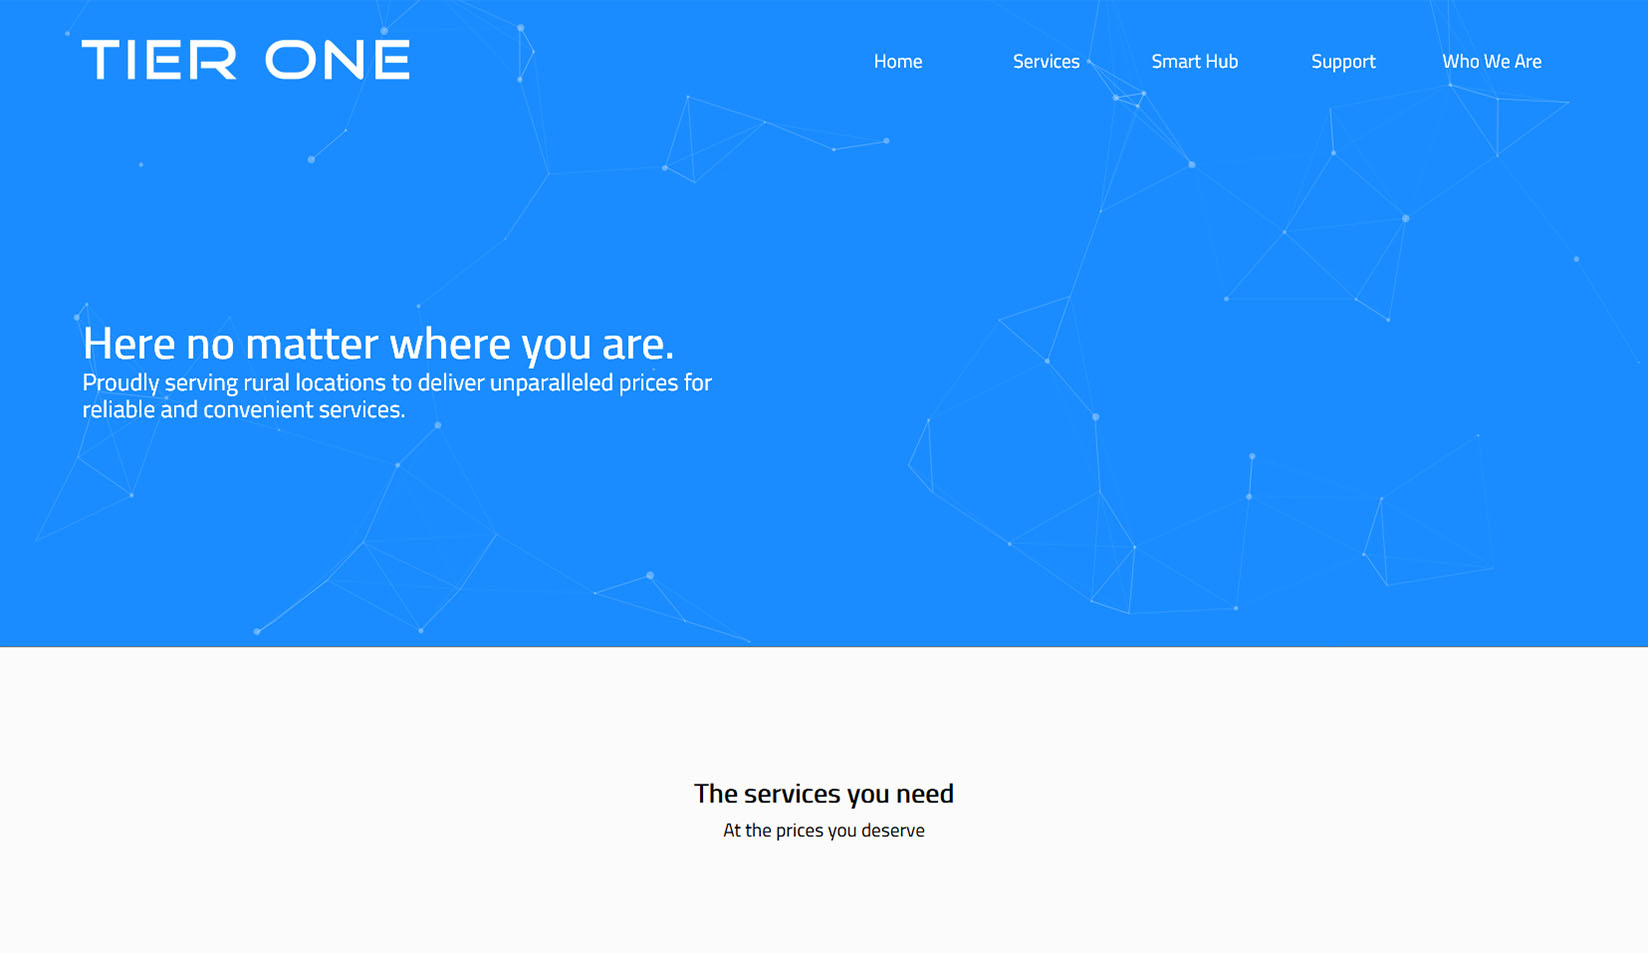 TIER ONE
Home
Services
Smart Hub
Support
Who We Are
Here no matter where you are.
Proudly serving rural locations to deliver unparalleled prices for
reliable and convenient services.
The services you need
At the prices you deserve